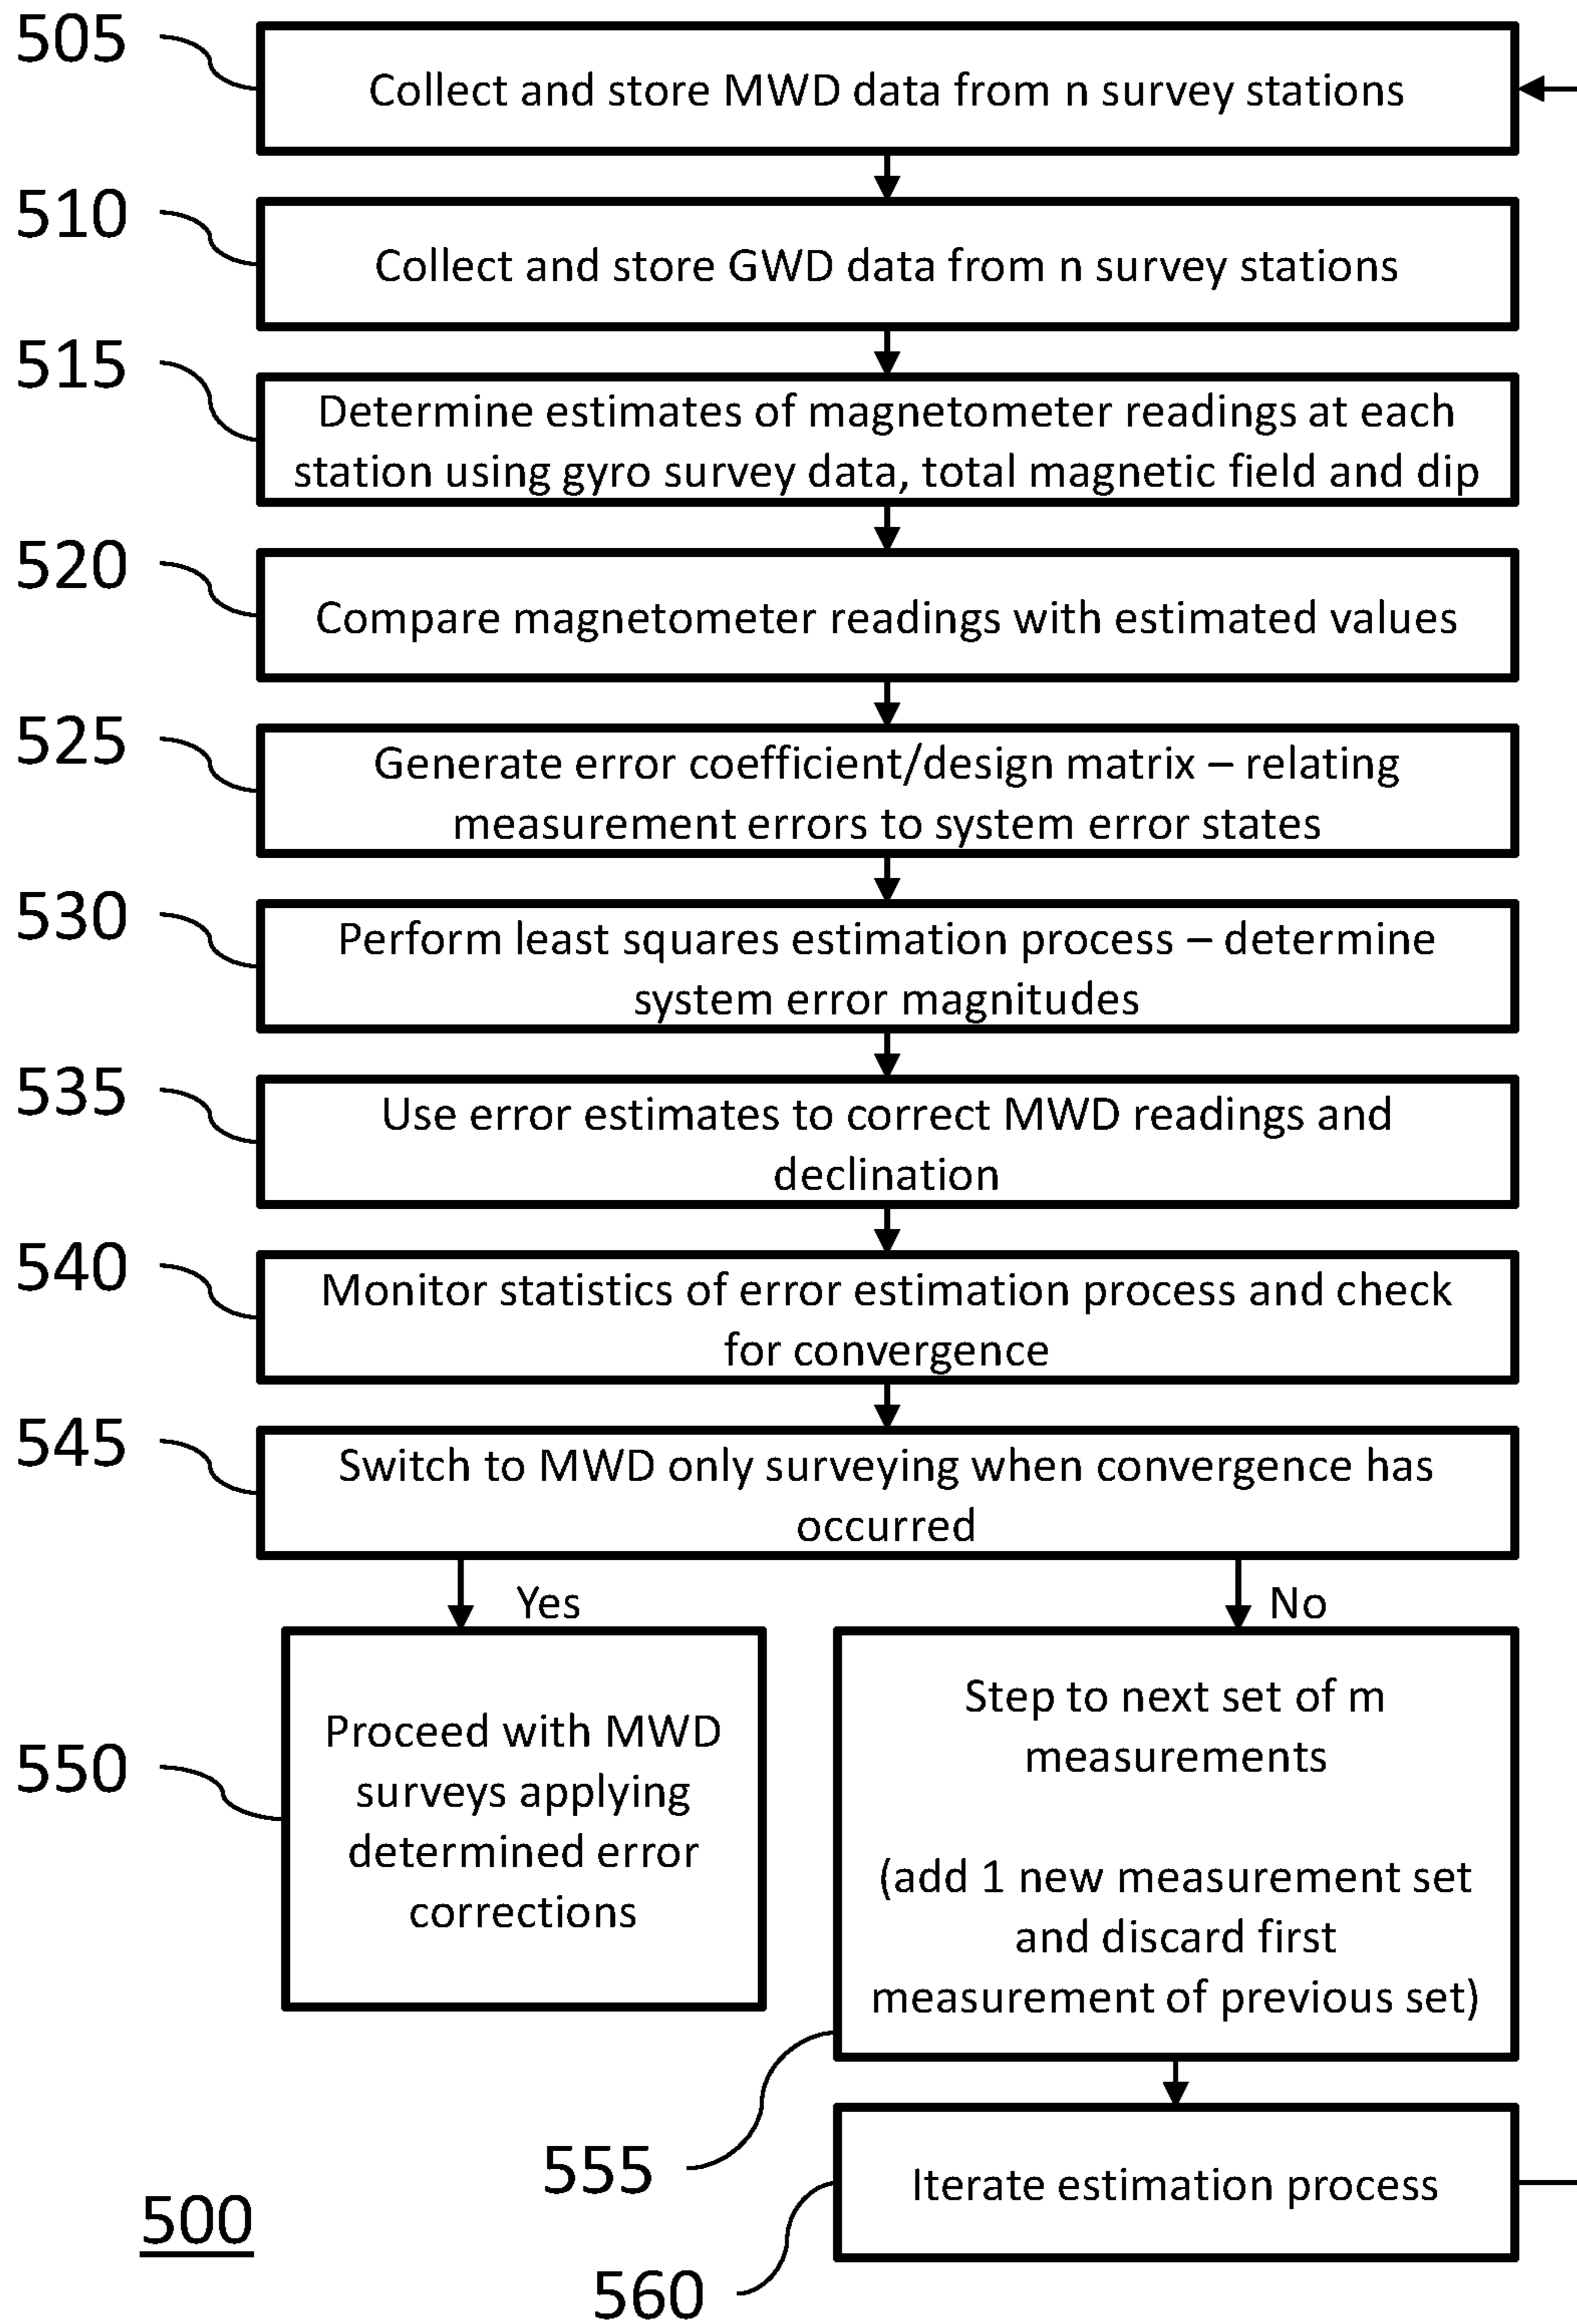 505
Collect and store MWD data from n survey stations
510
Collect and store GWD data from n survey stations
515
Determine estimates of magnetometer readings at each
station using gyro survey data, total magnetic field and dip
520
Compare magnetometer readings with estimated values
525
Generate error coefficient/design matrix – relating
measurement errors to system error states
530
Perform least squares estimation process – determine
system error magnitudes
535
Use error estimates to correct MWD readings and
declination
540
Monitor statistics of error estimation process and check
for convergence
545
Switch to MWD only surveying when convergence has
occurred
Yes
No
550
Proceed with MWD
surveys applying
determined error
corrections
Step to next set of m
measurements
(add 1 new measurement set
and discard first
measurement of previous set)
555
Iterate estimation process
560
500